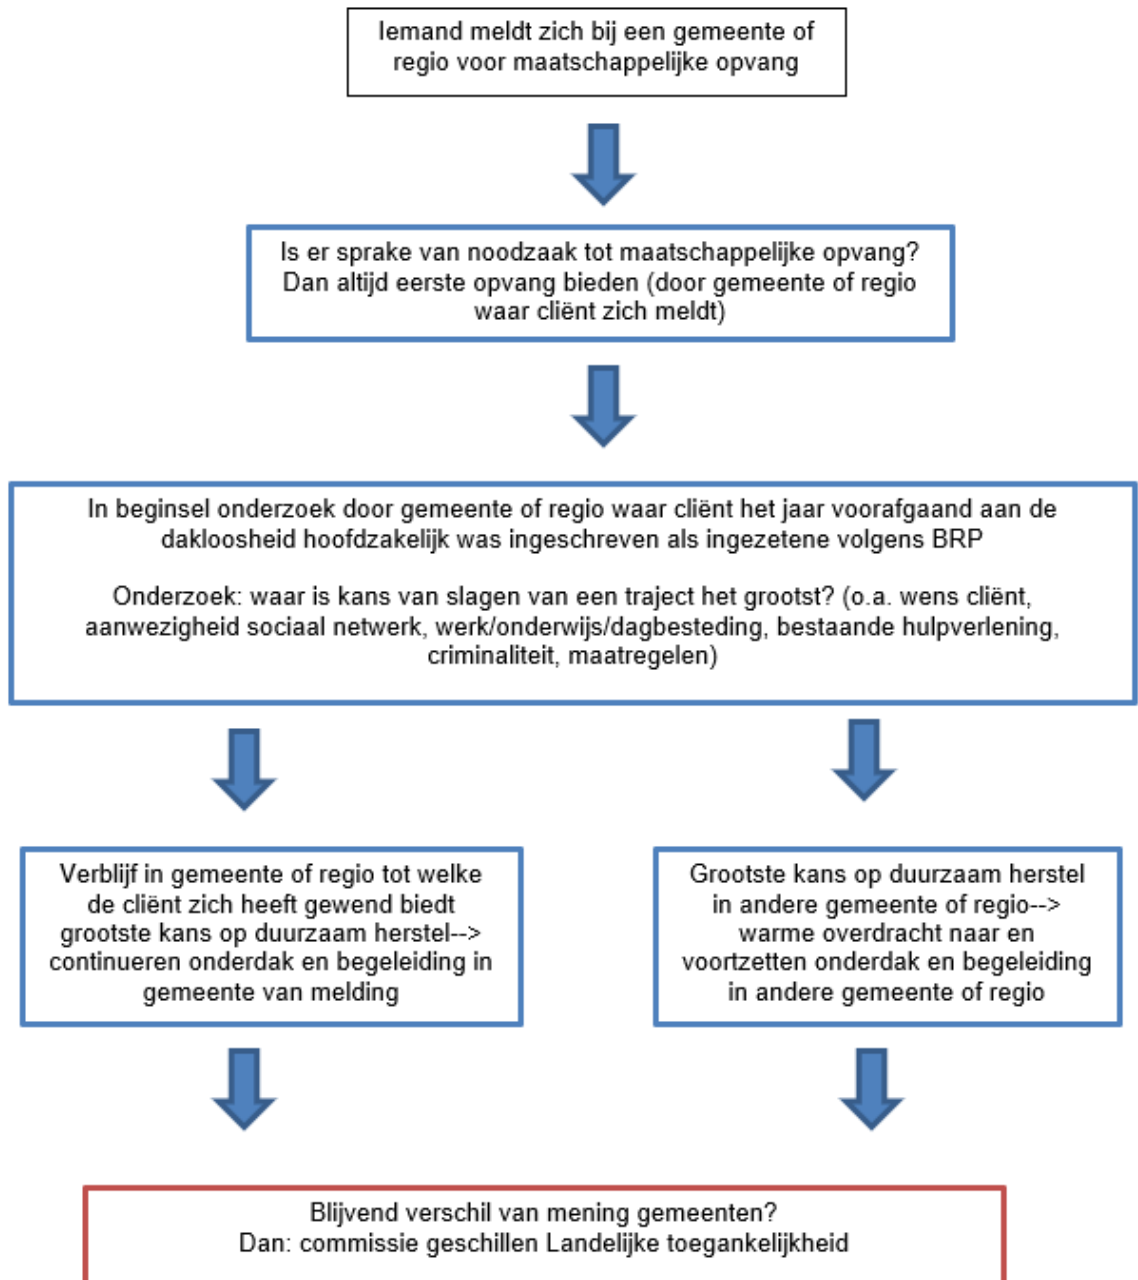 Iemand meldt zich bij een gemeente of
regio voor maatschappelijke opvang
Is er sprake van noodzaak tot maatschappelijke opvang?
Dan altijd eerste opvang bieden (door gemeente of regio
waar cliënt zich meldt)
In beginsel onderzoek door gemeente of regio waar cliënt het jaar voorafgaand aan de
dakloosheid hoofdzakelijk was ingeschreven als ingezetene volgens BRP
Onderzoek: waar is kans van slagen van een traject het grootst? (o.a. wens cliënt,
aanwezigheid sociaal netwerk, werk/onderwijs/dagbesteding, bestaande hulpverlening,
criminaliteit, maatregelen)
Verblijf in gemeente of regio tot welke
de cliënt zich heeft gewend biedt
grootste kans op duurzaam herstel-->
continueren onderdak en begeleiding in
gemeente van melding
Grootste kans op duurzaam herstel
in andere gemeente of regio-->
warme overdracht naar en
voortzetten onderdak en begeleiding
in andere gemeente of regio
Blijvend verschil van mening gemeenten?
Dan: commissie geschillen Landelijke toegankelijkheid